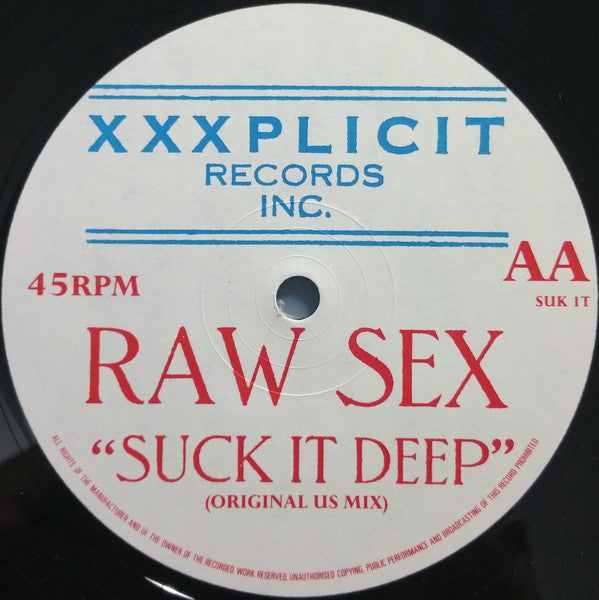 XXXPLICIT
RECORDS
INC.
45RPM
AA
SUK 1T
RAW SEX
“SUCK IT DEEP”
(ORIGINAL US MIX)
ALL RIGHTS OF THE MANUFACTURER AND OF THE OWNER OF THE RECORDED WORK RESERVED, UNAUTHORISED COPYING, PUBLIC PERFORMANCE AND BROADCASTING OF THIS RECORD PROHIBITED.